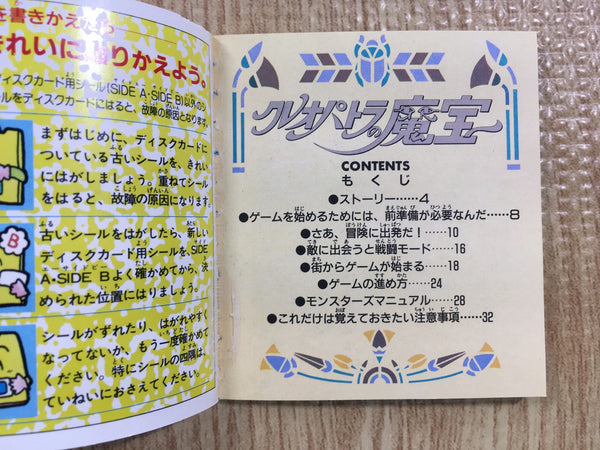 を書きかえたら
きれいにはりかえよう。
ディスクカード用シール(SIDE A・SIDE B)以外のシ
ールをディスクカードにはると、故障の原因となります。
まずはじめに、ディスクカードに
ついている古いシールを、きれい
にはがしましょう。重ねてシール
をはると、故障の原因になります。
古いシールをはがしたら、新しい
ディスクカード用シールを、SIDE
A・SIDE Bよく確かめてから、決
められた位置にはりましょう。
シールがずれたり、はがれやすく
なってないか、もう一度確かめて
ください。特にシールの四隅は、
ていねいにおさえてください。
クレオパトラの魔宝
CONTENTS
もくじ
●ストーリー……4
●ゲームを始めるためには、前準備が必要なんだ……8
●さあ、冒険に出発だ!……10
●敵に出会うと戦闘モード……16
●街からゲームが始まる……18
●ゲームの進め方……24
●モンスターズマニュアル……28
●これだけは覚えておきたい注意事項……32